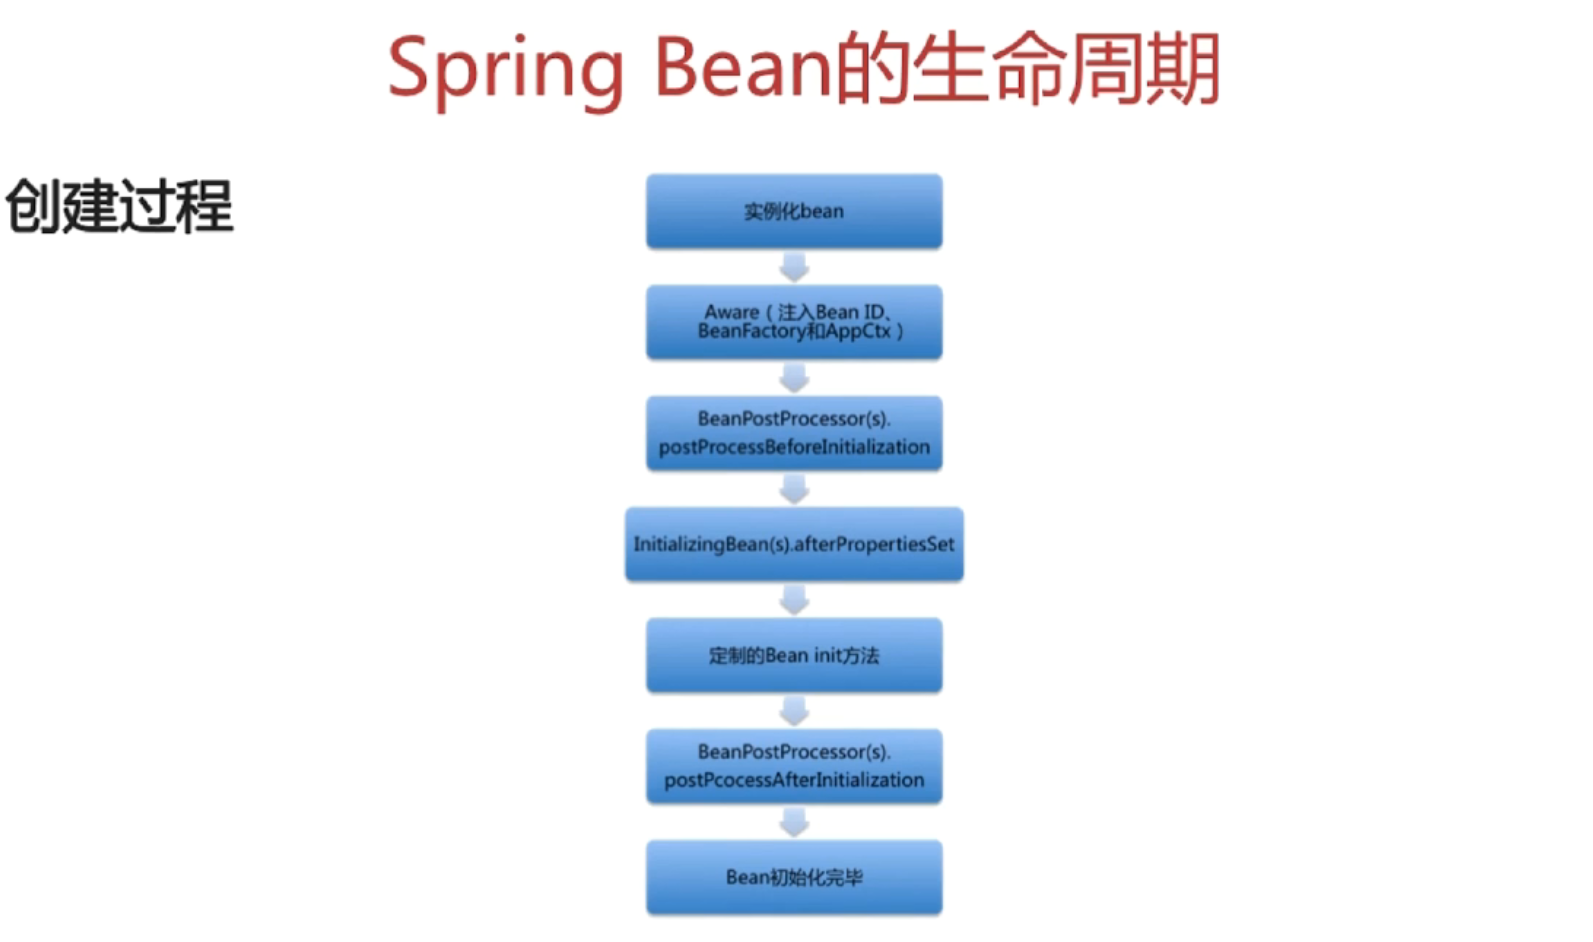 Spring Bean的生命周期
创建过程
实例化bean
Aware（注入Bean ID、
BeanFactory和AppCtx）
BeanPostProcessor(s).
postProcessBeforeInitialization
InitializingBean(s).afterPropertiesSet
定制的Bean init方法
BeanPostProcessor(s).
postPcocessAfterInitialization
Bean初始化完毕